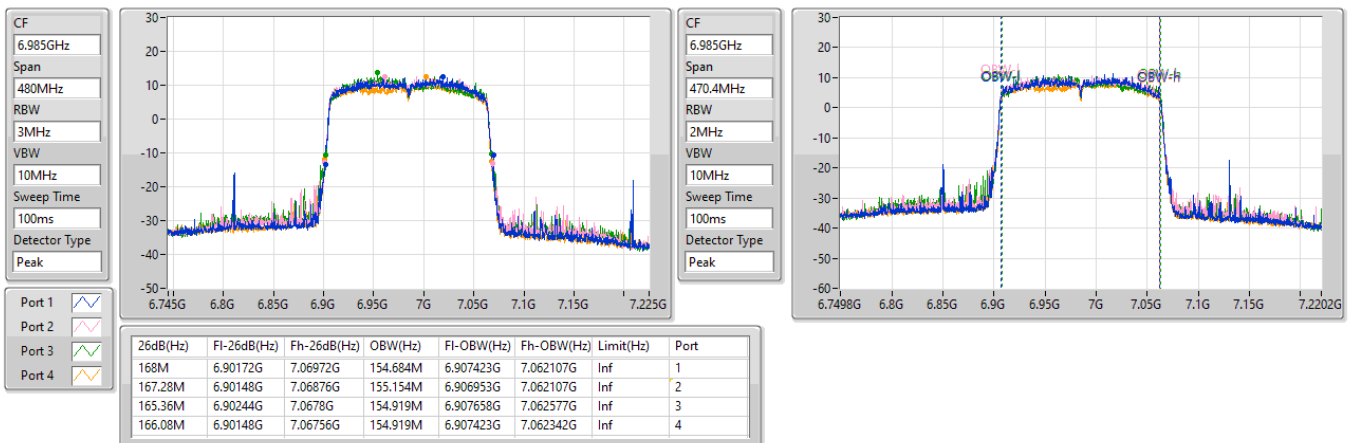 CF
6.985GHz
Span
480MHz
RBW
3MHz
VBW
10MHz
Sweep Time
100ms
Detector Type
Peak
30
20
10
0
-10
-20
-30
-40
-50
6.745G 6.8G 6.85G 6.9G 6.95G 7G 7.05G 7.1G 7.15G 7.225G
CF
6.985GHz
Span
470.4MHz
RBW
2MHz
VBW
10MHz
Sweep Time
100ms
Detector Type
Peak
30
20
10
0
-10
-20
-30
-40
-50
-60
OBW-l OBW-h
6.7498G 6.8G 6.85G 6.9G 6.95G 7G 7.05G 7.1G 7.15G 7.2202G
Port 1
Port 2
Port 3
Port 4
26dB(Hz) Fl-26dB(Hz) Fh-26dB(Hz) OBW(Hz) Fl-OBW(Hz) Fh-OBW(Hz) Limit(Hz) Port
168M 6.90172G 7.06972G 154.684M 6.907423G 7.062107G Inf 1
167.28M 6.90148G 7.06876G 155.154M 6.906953G 7.062107G Inf 2
165.36M 6.90244G 7.0678G 154.919M 6.907658G 7.062577G Inf 3
166.08M 6.90148G 7.06756G 154.919M 6.907423G 7.062342G Inf 4